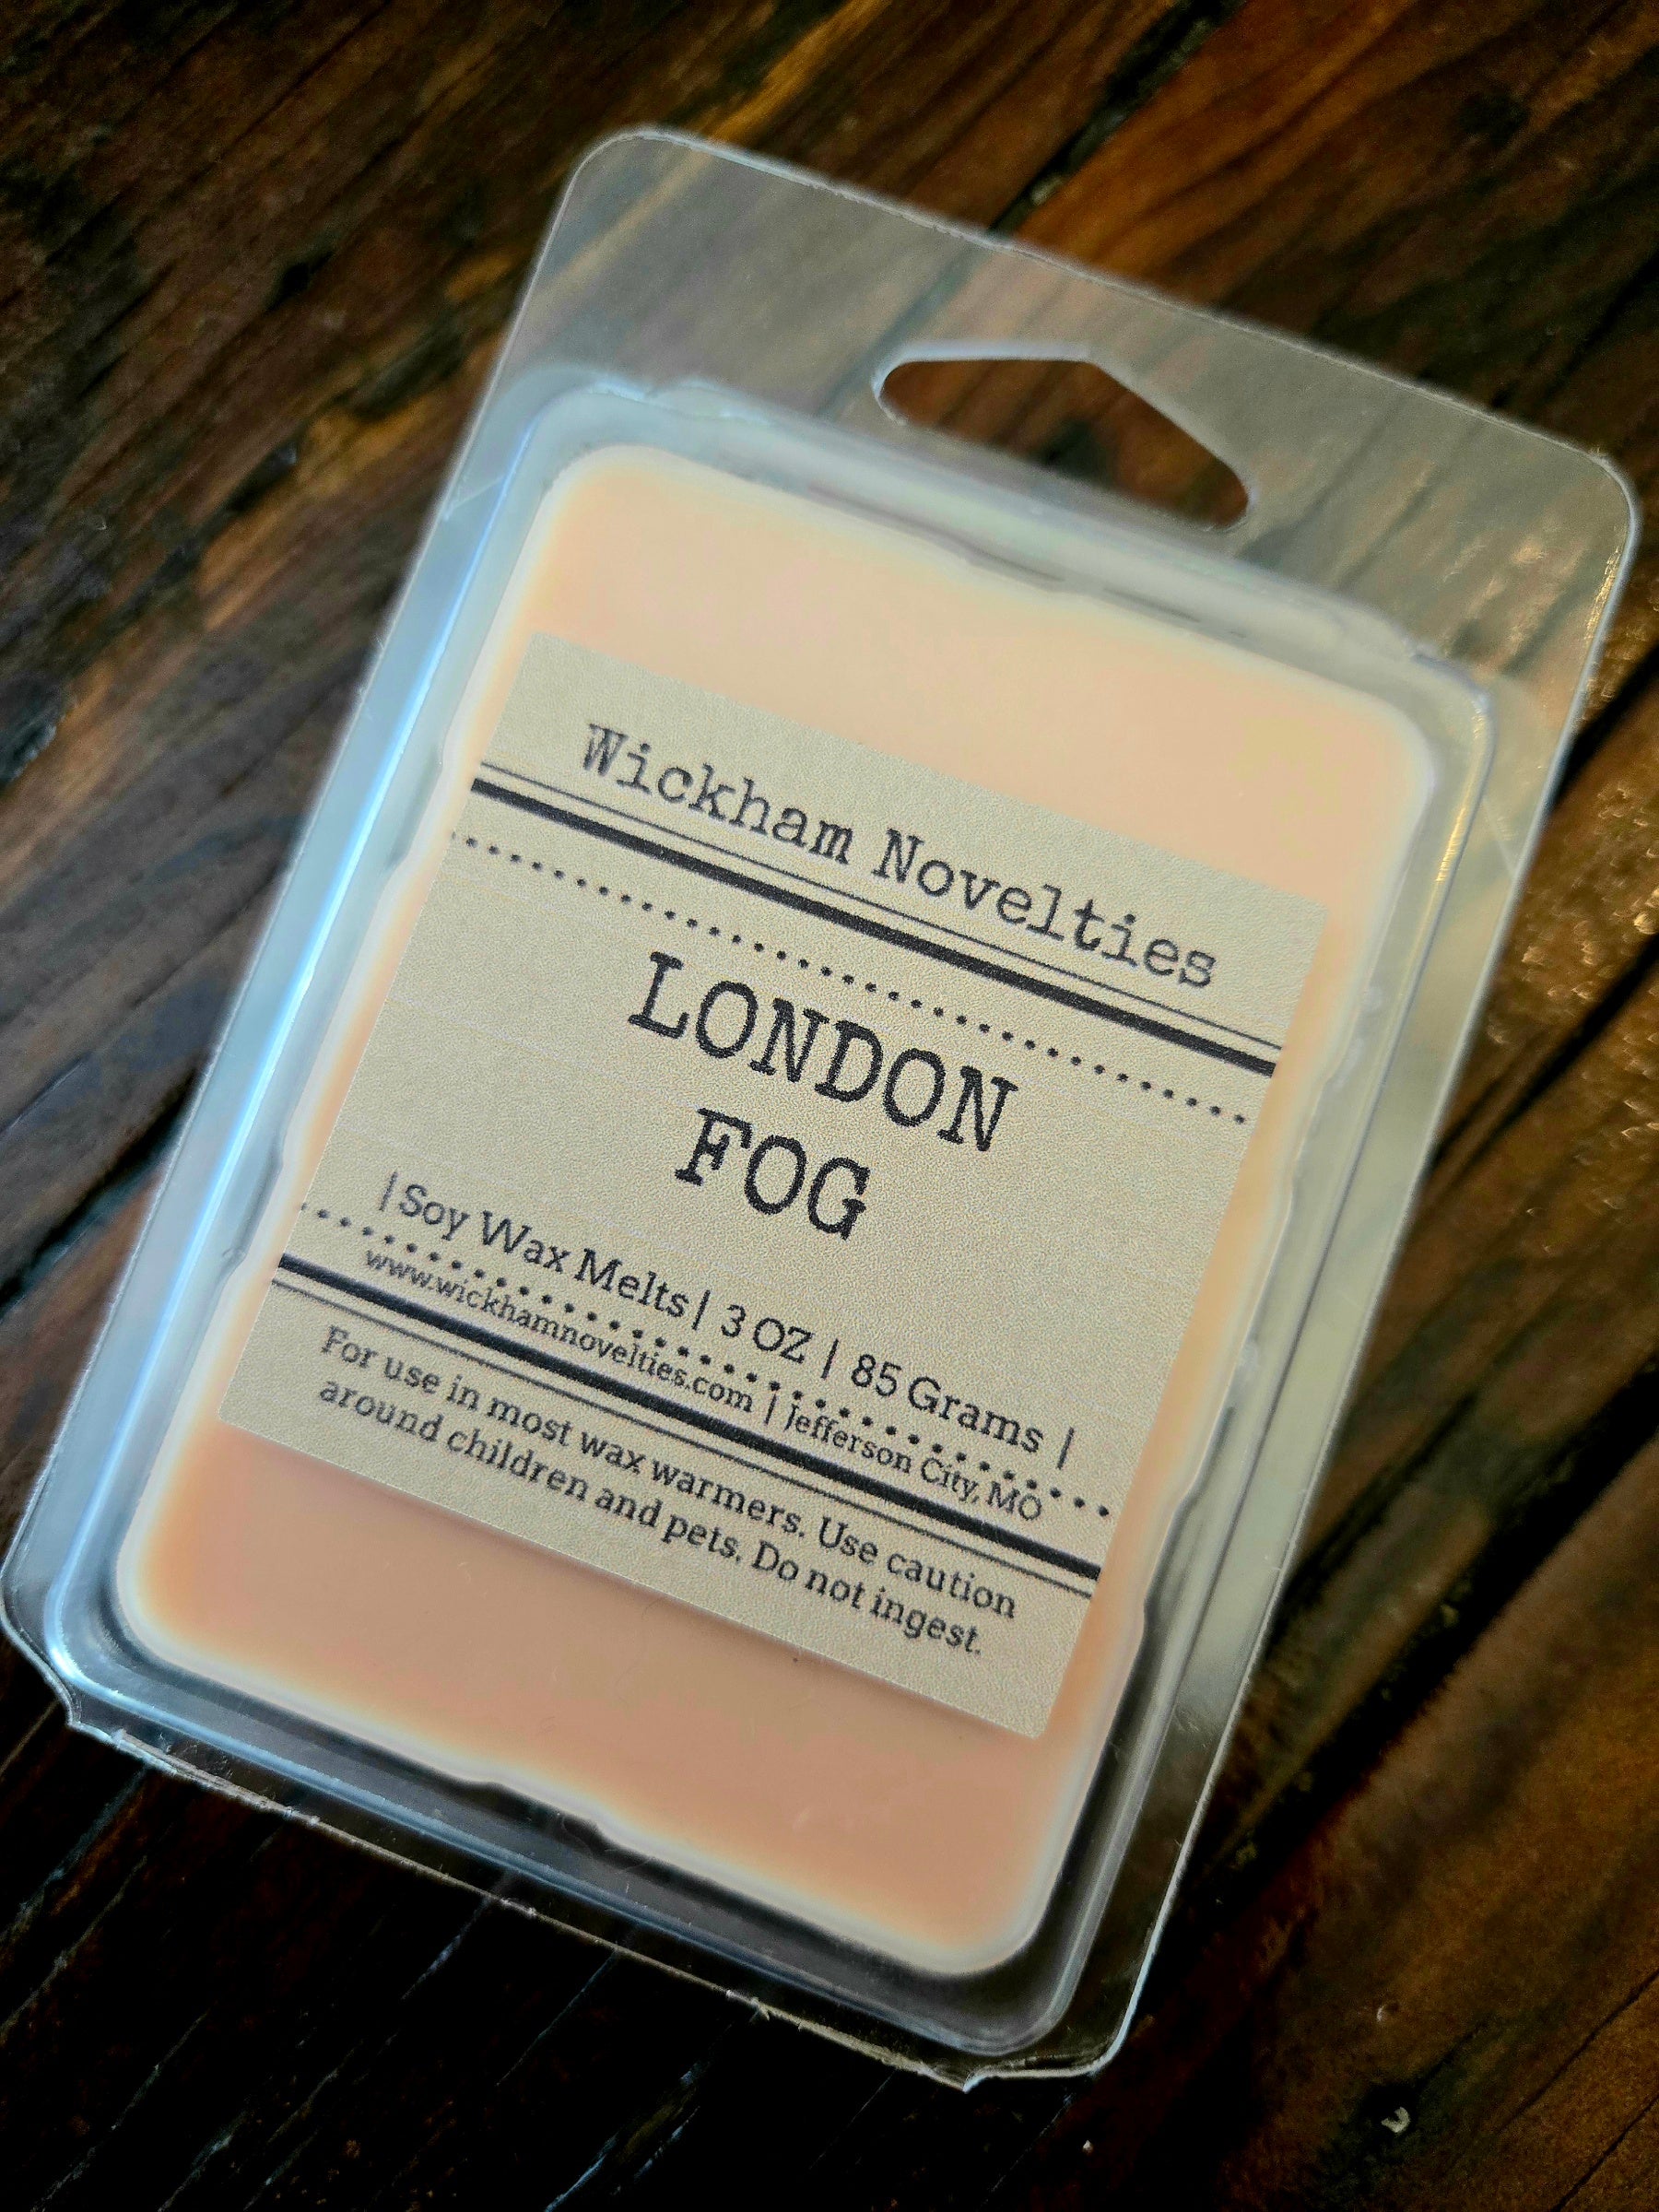 Wickham Novelties
LONDON
FOG
|Soy Wax Melts| 3 OZ | 85 Grams |
www.wickhamnovelties.com | Jefferson City, MO
For use in most wax warmers. Use caution
around children and pets. Do not ingest.